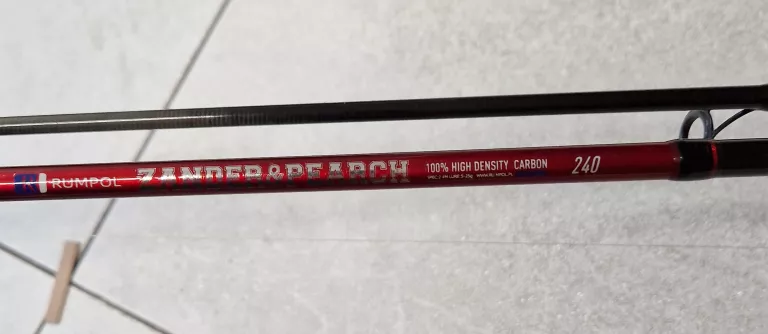 R RUMPOL ZANDER&PEARCH 100% HIGH DENSITY CARBON 240